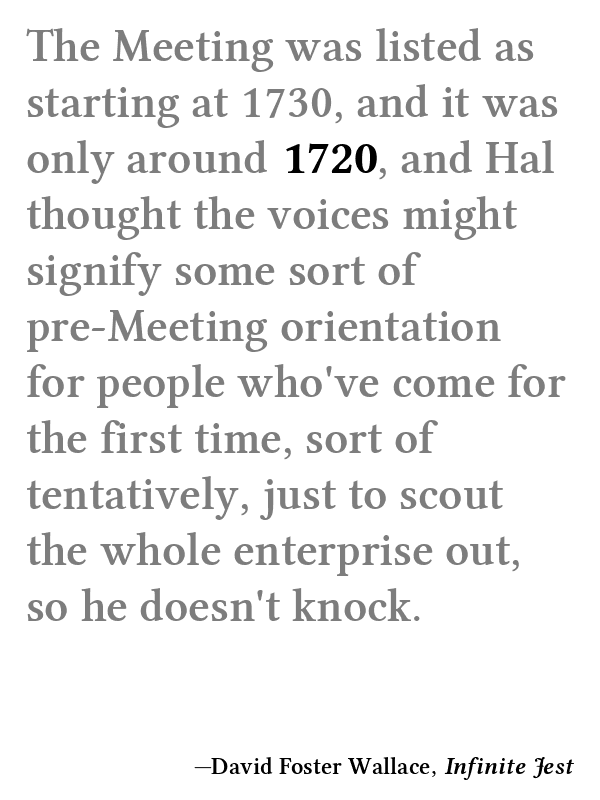 The Meeting was listed as
starting at 1730, and it was
only around 1720, and Hal
thought the voices might
signify some sort of
pre-Meeting orientation
for people who've come for
the first time, sort of
tentatively, just to scout
the whole enterprise out,
so he doesn't knock.
—David Foster Wallace, Infinite Jest